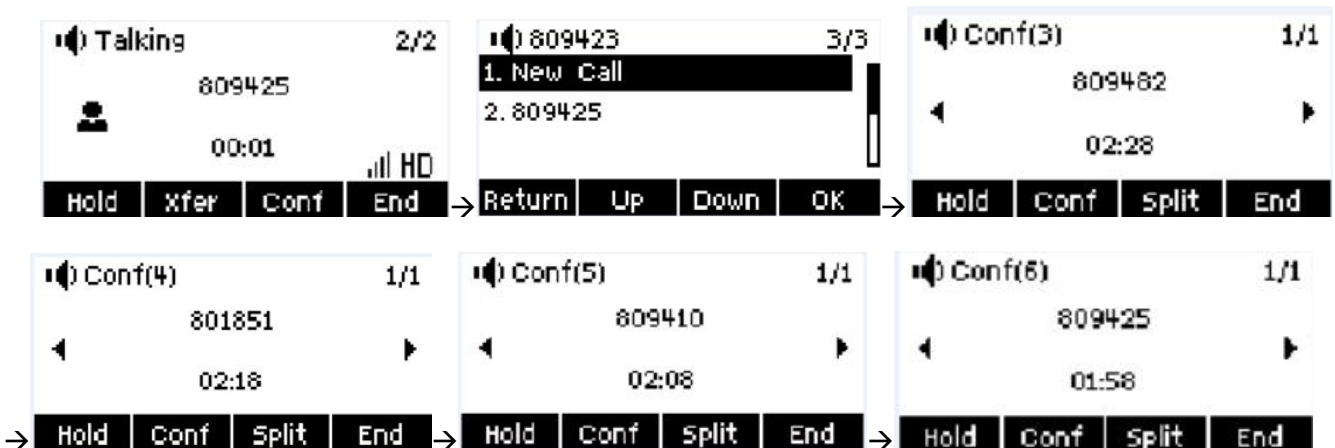 Talking 2/2
809425
00:01
HD
Hold Xfer Conf End
→
809423 3/3
1. New Call
2. 809425
Return Up Down OK
→
Conf(3) 1/1
809482
02:28
Hold Conf Split End
→
Conf(4) 1/1
801851
02:18
Hold Conf Split End
→
Conf(5) 1/1
809410
02:08
Hold Conf Split End
→
Conf(6) 1/1
809425
01:58
Hold Conf Split End